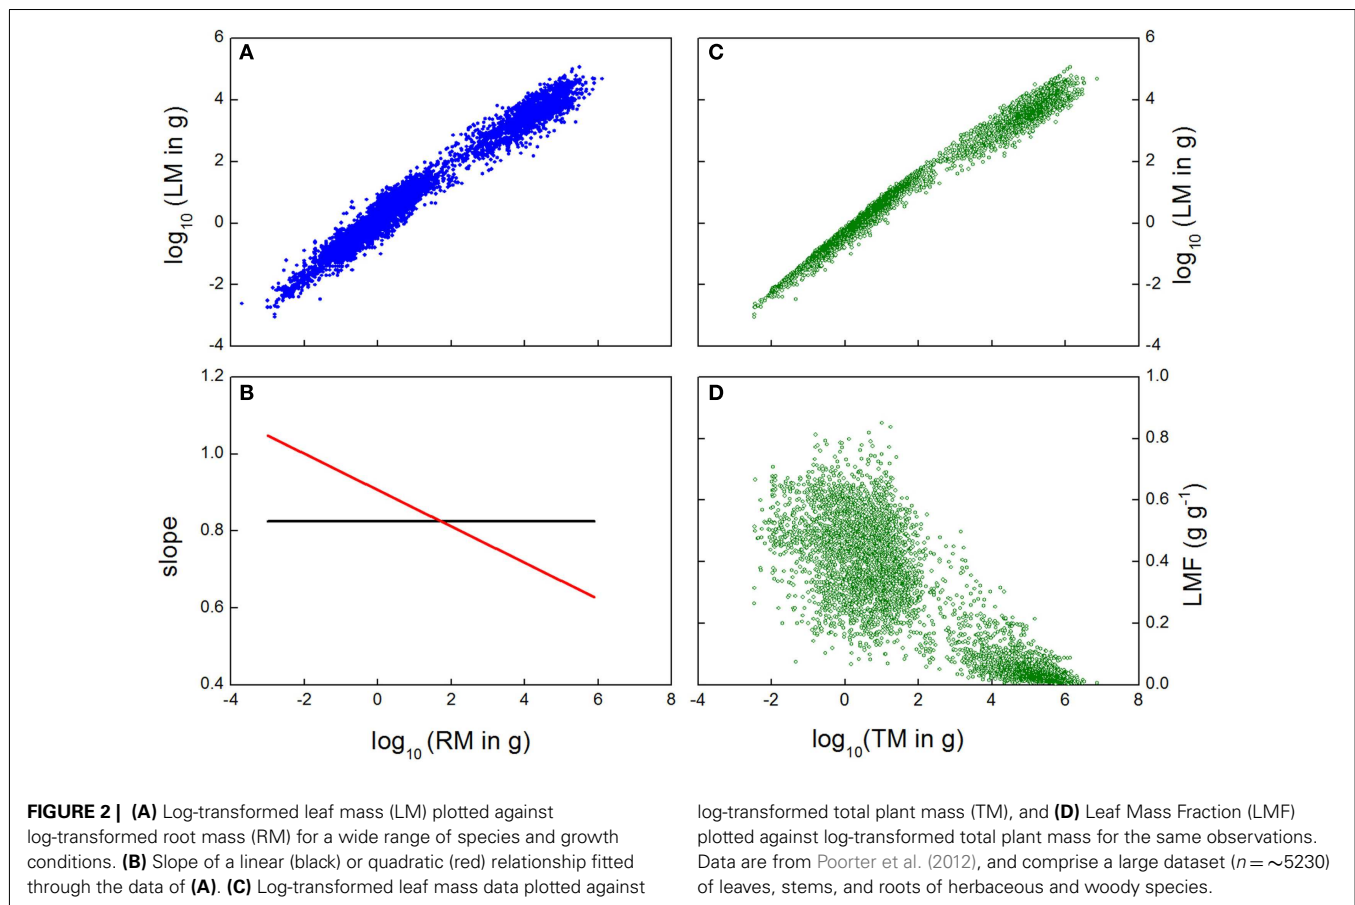 A
6
4
2
0
-2
-4
log10 (LM in g)
C
6
4
2
0
-2
-4
log10 (LM in g)
B
1.2
1.0
0.8
0.6
0.4
slope
-4 -2 0 2 4 6 8
log10 (RM in g)
D
1.0
0.8
0.6
0.4
0.2
0.0
LMF (g g-1)
-2 0 2 4 6 8
log10(TM in g)
FIGURE 2 | (A) Log-transformed leaf mass (LM) plotted against
log-transformed root mass (RM) for a wide range of species and growth
conditions. (B) Slope of a linear (black) or quadratic (red) relationship fitted
through the data of (A). (C) Log-transformed leaf mass data plotted against
log-transformed total plant mass (TM), and (D) Leaf Mass Fraction (LMF)
plotted against log-transformed total plant mass for the same observations.
Data are from Poorter et al. (2012), and comprise a large dataset (n = ∼5230)
of leaves, stems, and roots of herbaceous and woody species.